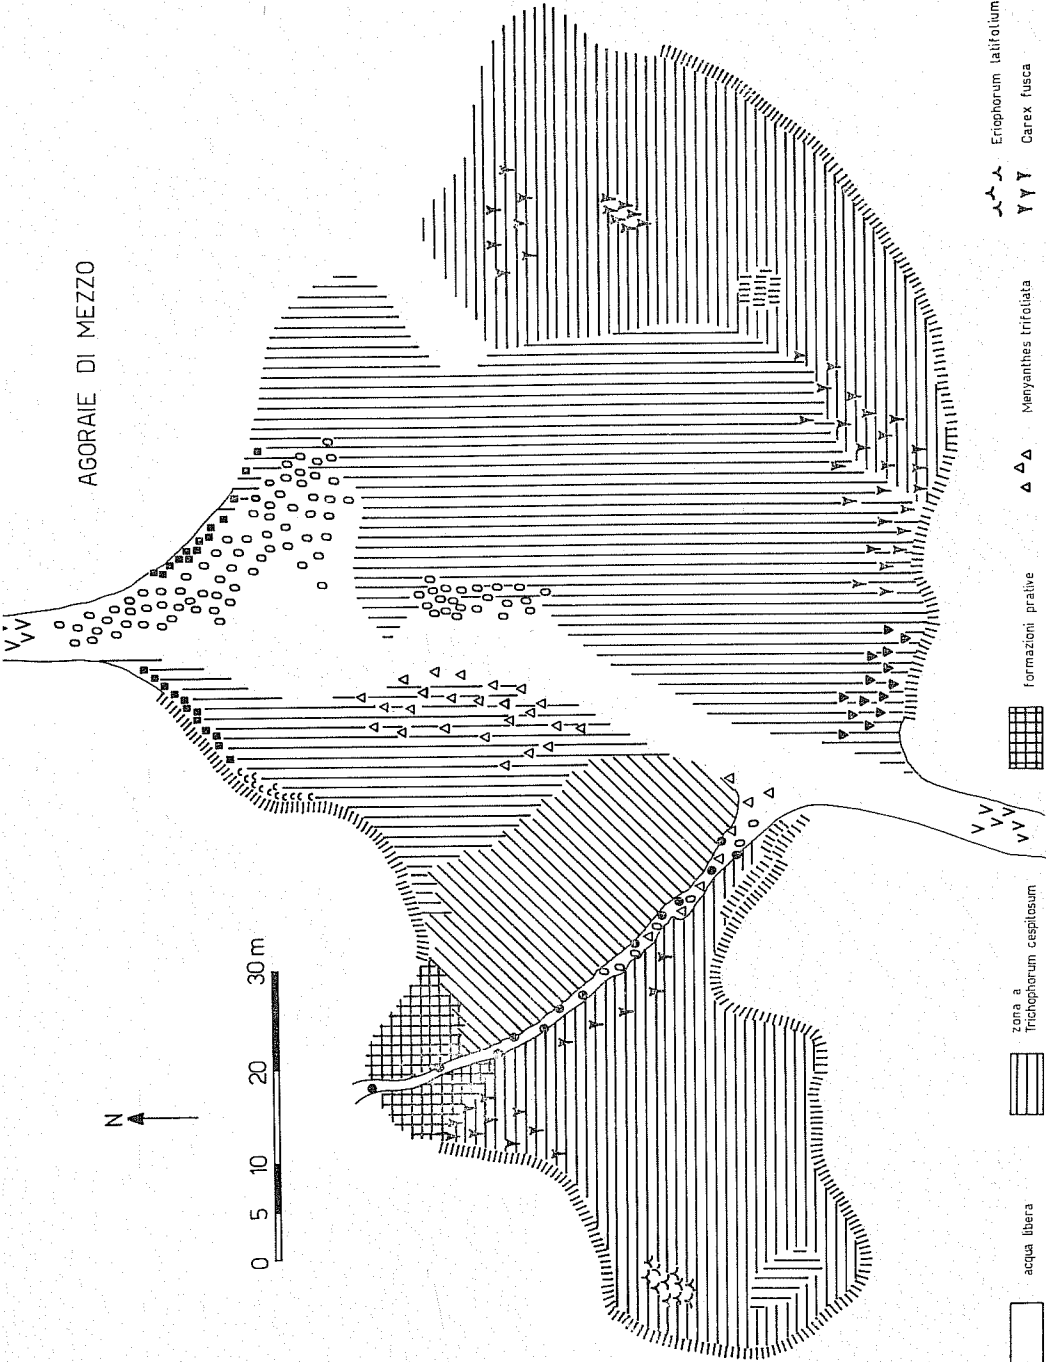 AGORAIE DI MEZZO
N
0 5 10 20 30 m
acqua libera
zona a
Trichophorum cespitosum
formazioni prative
Menyanthes trifoliata
Eriophorum latifolium
Carex fusca